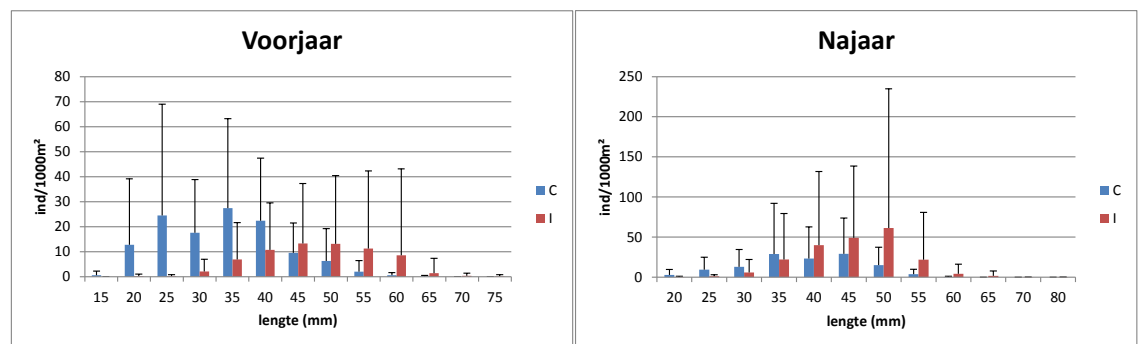 Voorjaar
80
70
60
50
40
30
20
10
0
ind/1000m²
15 20 25 30 35 40 45 50 55 60 65 70 75
lengte (mm)
C
I
Najaar
250
200
150
100
50
0
ind/1000m²
20 25 30 35 40 45 50 55 60 65 70 80
lengte (mm)
C
I